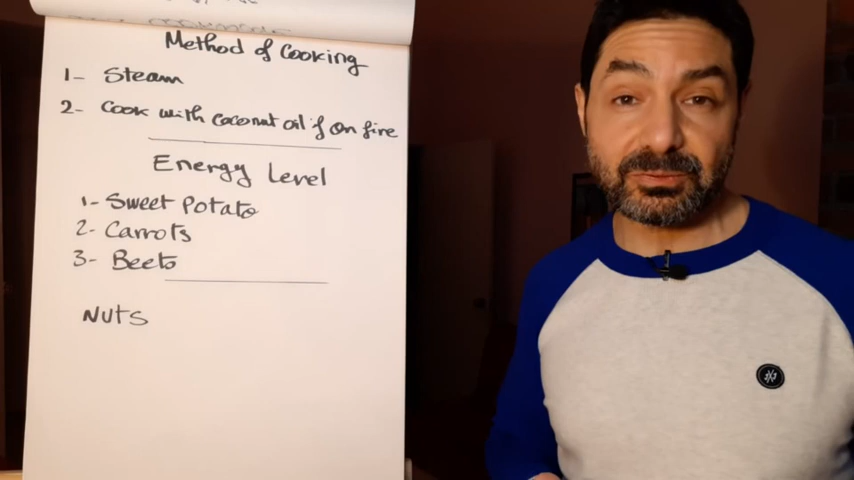 Method of Cooking
1- Steam
2- Cook with coconut oil if on fire
Energy Level
1- Sweet Potato
2- Carrots
3- Beets
Nuts